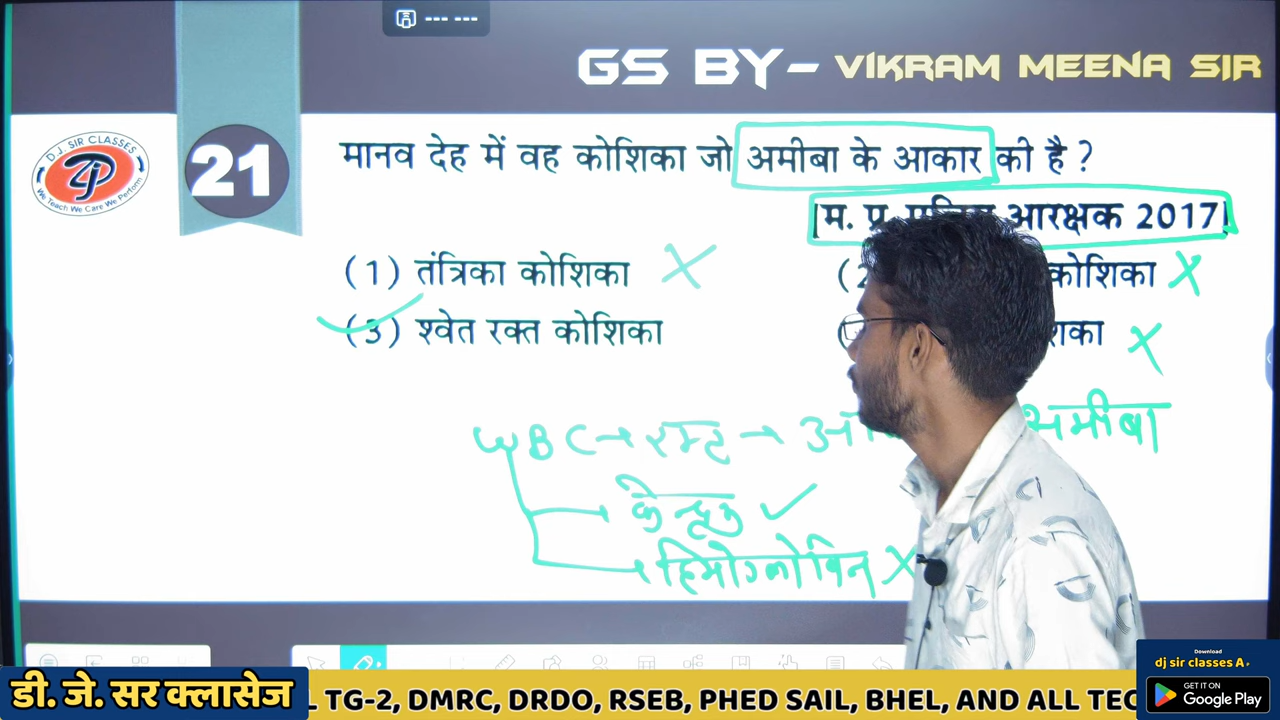 GS BY- VIKRAM MEENA SIR
D.J. SIR CLASSES
We Teach We Care We Perform
21
मानव देह में वह कोशिका जो अमीबा के आकार की है ?
[म. प्र. आरक्षक 2017]
(1) तंत्रिका कोशिका
कोशिका
(3) श्वेत रक्त कोशिका
WBC → → अमीबा
केन्द्रक
हिमोग्लोबिन
डी. जे. सर क्लासेज
L TG-2, DMRC, DRDO, RSEB, PHED SAIL, BHEL, AND ALL TEC
Download
dj sir classes A
GET IT ON
Google Play